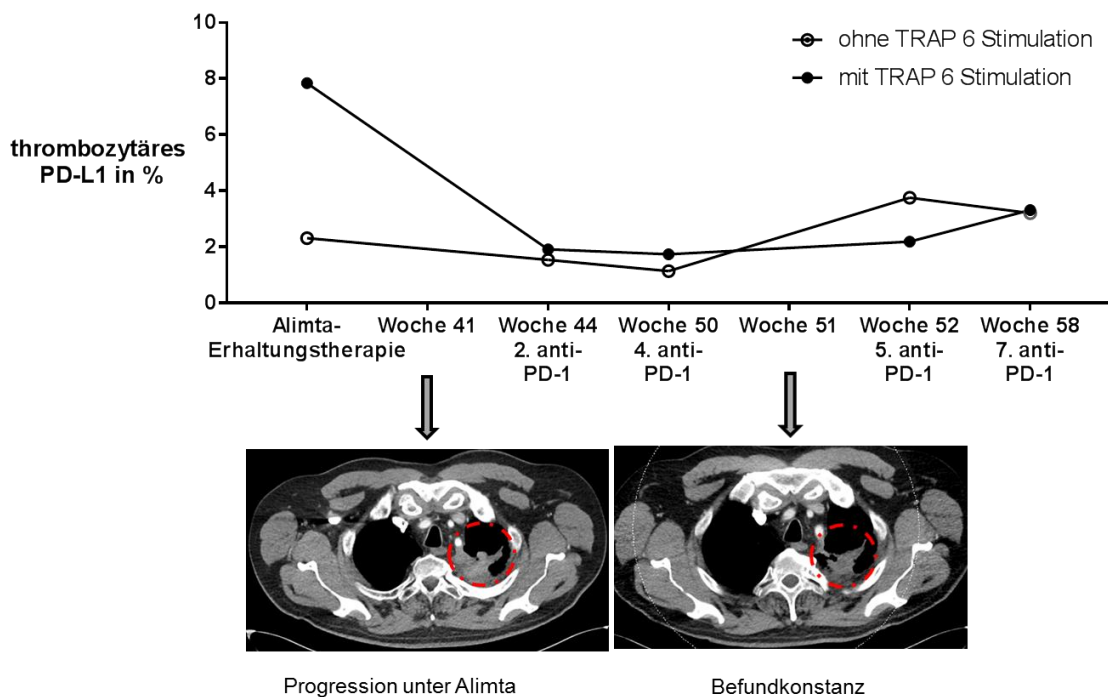 10
ohne TRAP 6 Stimulation
8
mit TRAP 6 Stimulation
6
thrombozytäres
PD-L1 in %
4
2
0
Alimta-
Erhaltungstherapie
Woche 41
Woche 44
2. anti-
PD-1
Woche 50
4. anti-
PD-1
Woche 51
Woche 52
5. anti-
PD-1
Woche 58
7. anti-
PD-1
Progression unter Alimta
Befundkonstanz